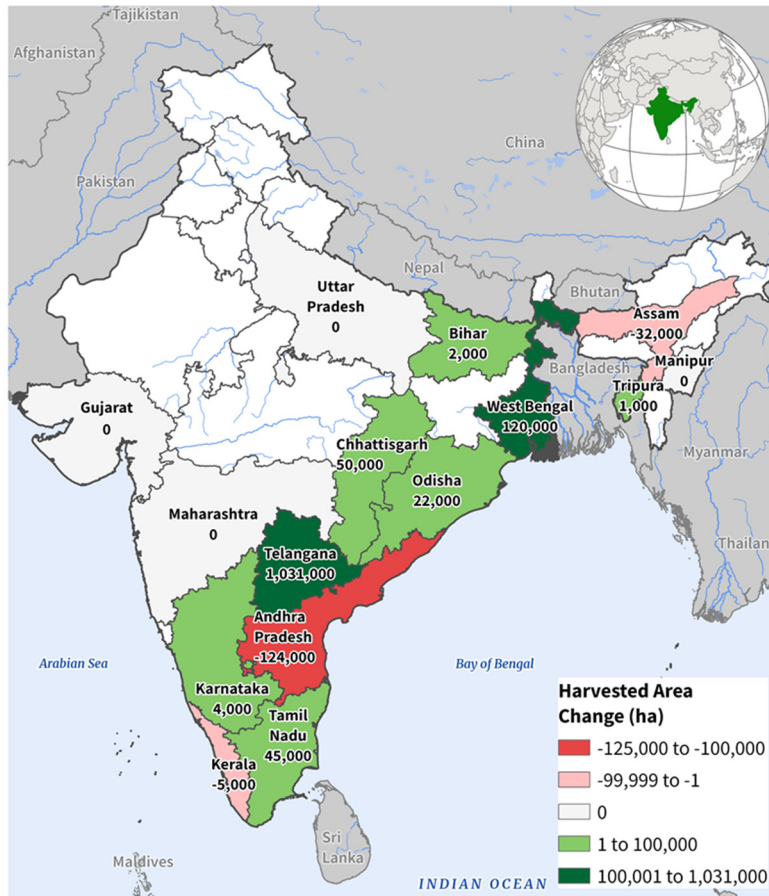 Tajikistan
Afghanistan
China
Pakistan
Nepal
Bhutan
Uttar
Pradesh
0
Bihar
2,000
Assam
-32,000
Bangladesh
Manipur
0
Tripura
1,000
Gujarat
0
West Bengal
120,000
Chhattisgarh
50,000
Myanmar
Odisha
22,000
Maharashtra
0
Telangana
1,031,000
Thailan
Andhra
Pradesh
-124,000
Arabian Sea
Bay of Bengal
Karnataka
4,000
Tamil
Nadu
45,000
Kerala
-5,000
Harvested Area
Change (ha)
-125,000 to -100,000
-99,999 to -1
0
1 to 100,000
100,001 to 1,031,000
Sri
Lanka
Maldives
INDIAN OCEAN